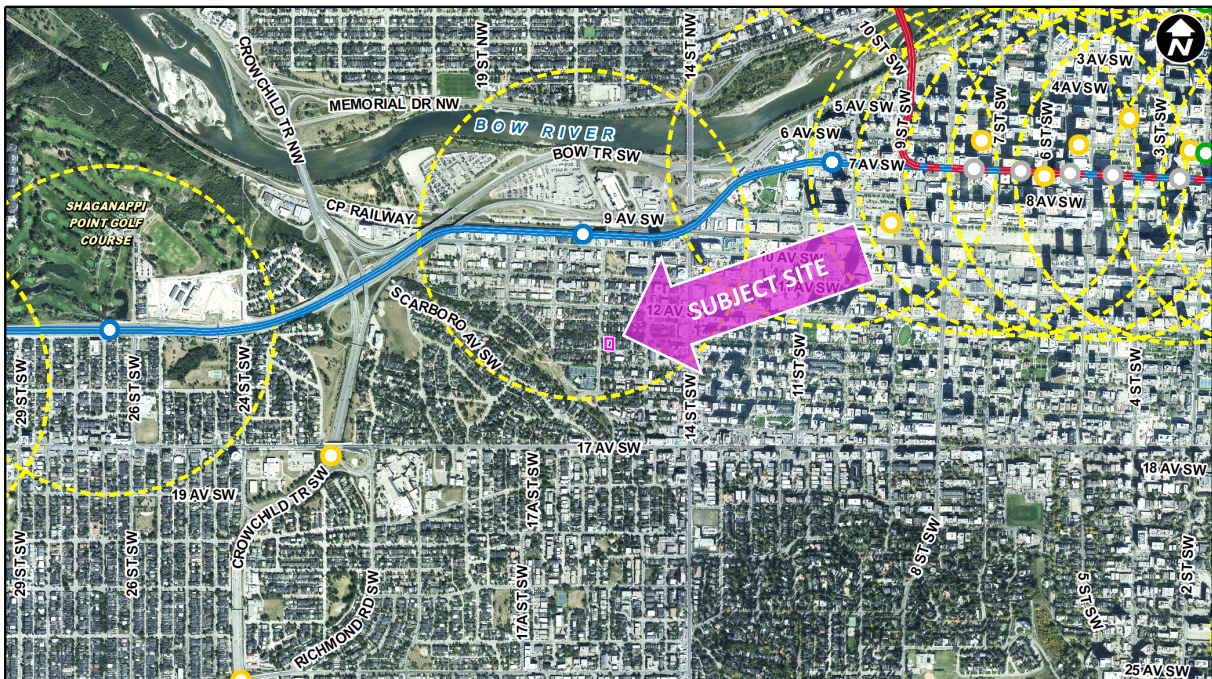 CROWCHILD TR NW
19 ST NW
14 ST NW
10 ST SW
N
3 AV SW
4 AV SW
MEMORIAL DR NW
5 AV SW
9 ST SW
7 ST SW
6 ST SW
3 ST SW
BOW RIVER
6 AV SW
BOW TR SW
7 AV SW
SHAGANAPPI
POINT GOLF
COURSE
CP RAILWAY
9 AV SW
8 AV SW
10 AV SW
SUBJECT SITE
12 AV SW
SCARBORO AV SW
29 ST SW
26 ST SW
24 ST SW
14 ST SW
11 ST SW
4 ST SW
17 AV SW
18 AV SW
19 AV SW
CROWCHILD TR SW
17A ST SW
8 ST SW
29 ST SW
26 ST SW
RICHMOND RD SW
17A ST SW
5 ST SW
2 ST SW
25 AV SW